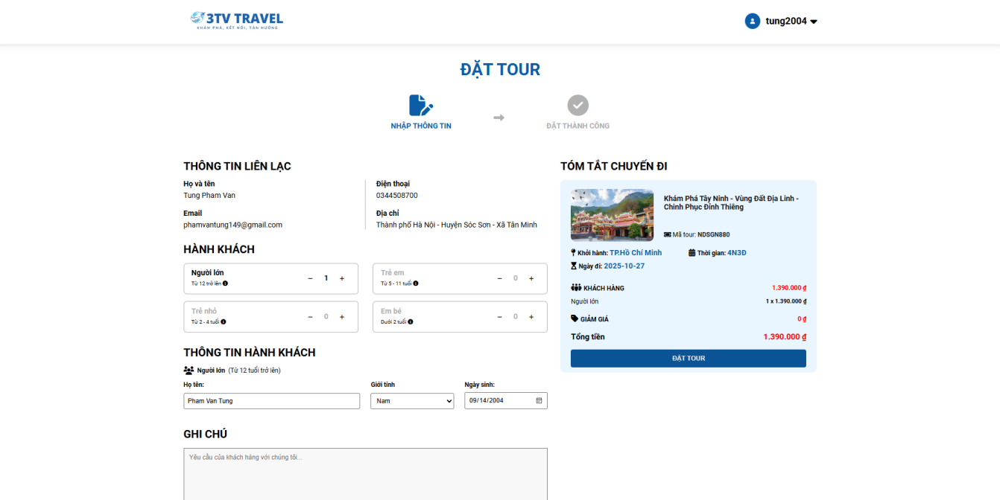 3TV TRAVEL
KHÁM PHÁ, KẾT NỐI, TẬN HƯỞNG
tung2004
ĐẶT TOUR
NHẬP THÔNG TIN
ĐẶT THÀNH CÔNG
THÔNG TIN LIÊN LẠC
Họ và tên
Tung Pham Van
Điện thoại
0344508700
Email
phamvantung149@gmail.com
Địa chỉ
Thành phố Hà Nội - Huyện Sóc Sơn - Xã Tân Minh
HÀNH KHÁCH
Người lớn
Từ 12 trở lên
− 1 +
Trẻ em
Từ 5 - 11 tuổi
− 0 +
Trẻ nhỏ
Từ 2 - 4 tuổi
− 0 +
Em bé
Dưới 2 tuổi
− 0 +
THÔNG TIN HÀNH KHÁCH
Người lớn (Từ 12 tuổi trở lên)
Họ tên:
Pham Van Tung
Giới tính
Nam
Ngày sinh:
09/14/2004
GHI CHÚ
Yêu cầu của khách hàng với chúng tôi...
TÓM TẮT CHUYẾN ĐI
Khám Phá Tây Ninh - Vùng Đất Địa Linh -
Chinh Phục Đỉnh Thiêng
Mã tour: NDSGN880
Khởi hành: TP.Hồ Chí Minh
Thời gian: 4N3Đ
Ngày đi: 2025-10-27
KHÁCH HÀNG 1.390.000 ₫
Người lớn 1 x 1.390.000 ₫
GIẢM GIÁ 0 ₫
Tổng tiền 1.390.000 ₫
ĐẶT TOUR